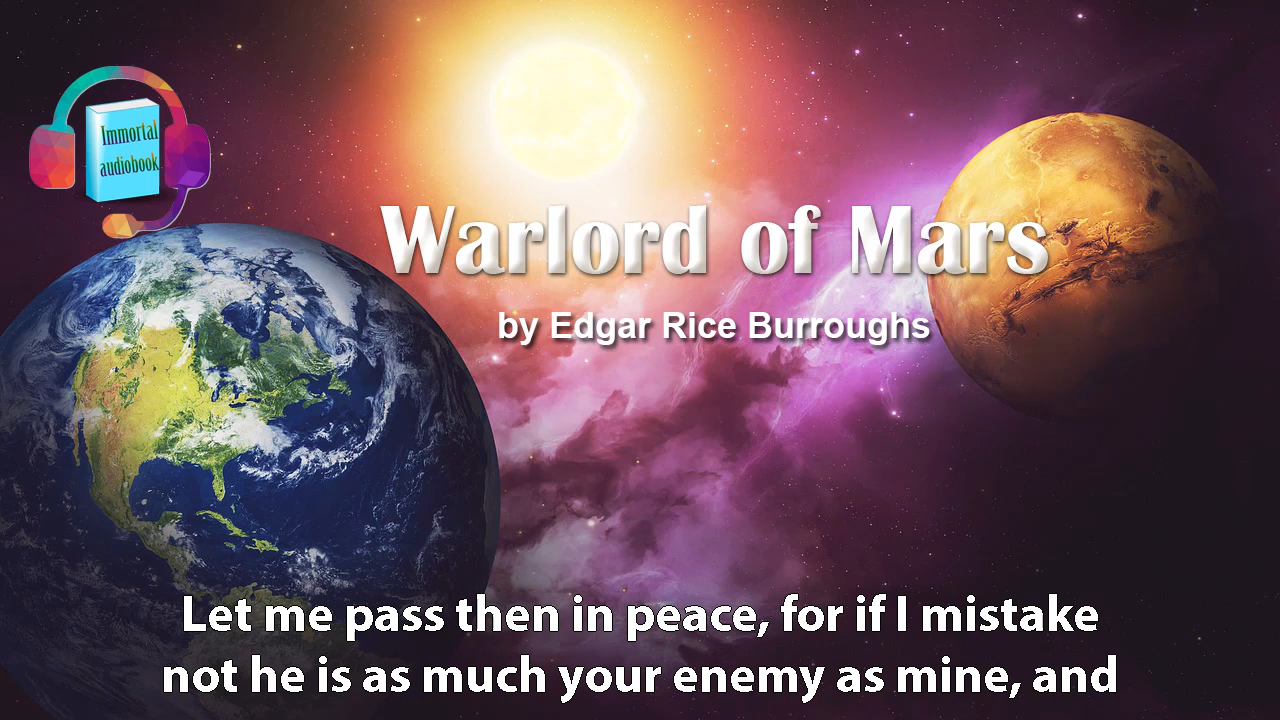 Immortal
audiobook
Warlord of Mars
by Edgar Rice Burroughs
Let me pass then in peace, for if I mistake
not he is as much your enemy as mine, and